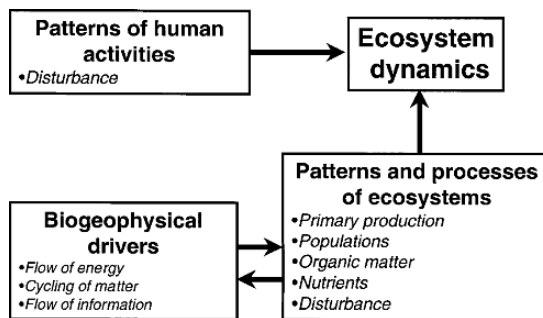 Patterns of human
activities
•Disturbance
Ecosystem
dynamics
Patterns and processes
of ecosystems
•Primary production
•Populations
•Organic matter
•Nutrients
•Disturbance
Biogeophysical
drivers
•Flow of energy
•Cycling of matter
•Flow of information